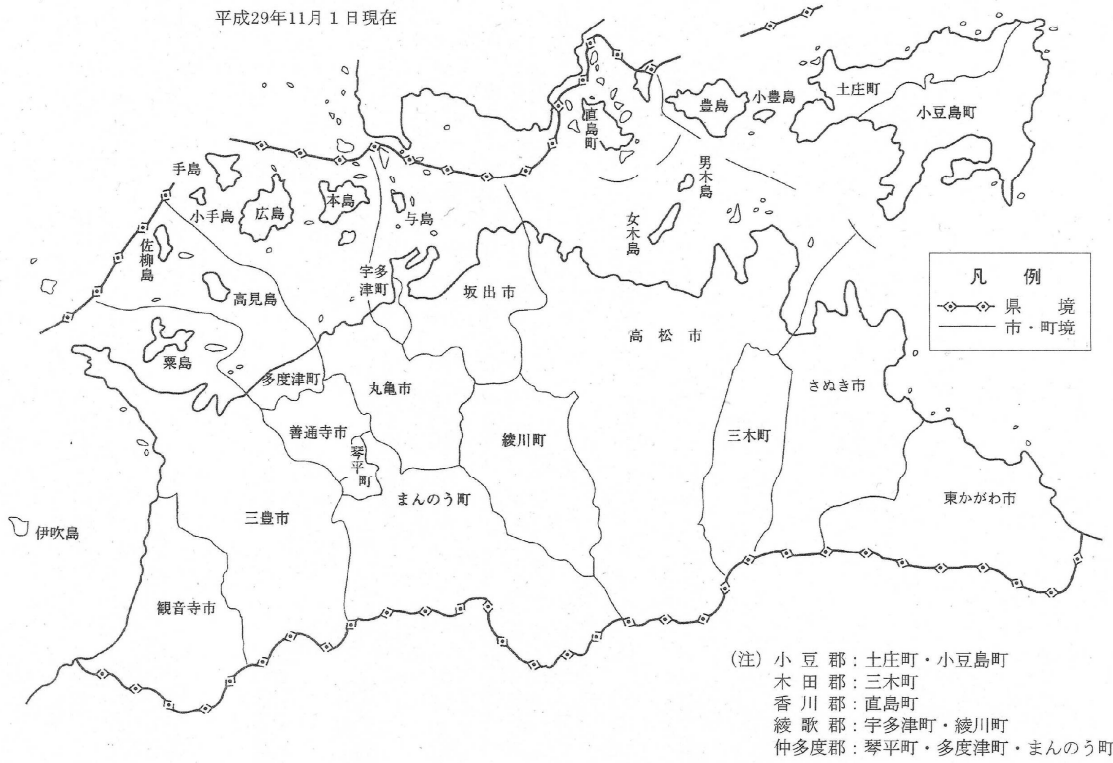 平成29年11月1日現在
土庄町
小豆島町
小豊島
豊島
直島町
男木島
女木島
手島
小手島
広島
本島
与島
佐柳島
高見島
粟島
宇多津町
坂出市
高松市
凡例
県境
市・町境
多度津町
丸亀市
さぬき市
善通寺市
琴平町
綾川町
三木町
まんのう町
東かがわ市
三豊市
伊吹島
観音寺市
(注) 小豆郡:土庄町・小豆島町
木田郡:三木町
香川郡:直島町
綾歌郡:宇多津町・綾川町
仲多度郡:琴平町・多度津町・まんのう町